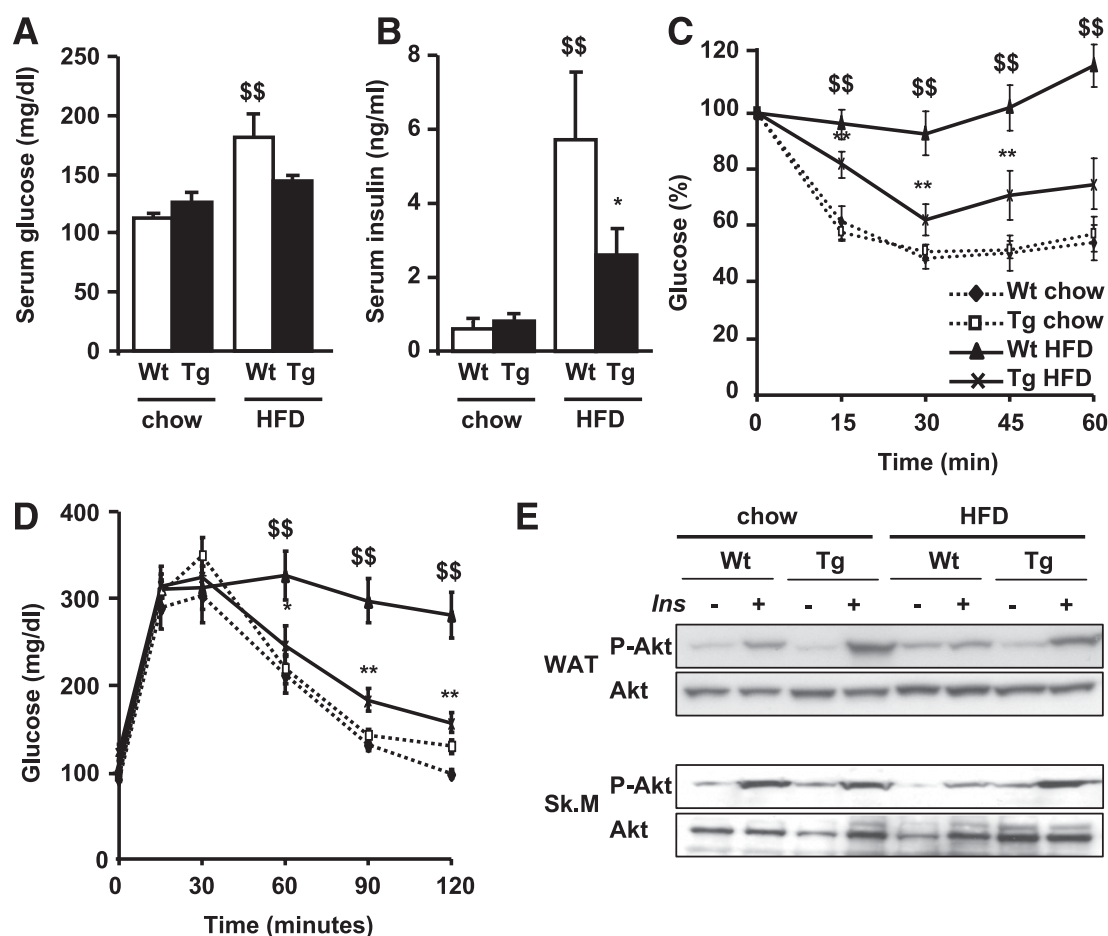 A
Serum glucose (mg/dl)
250
200
150
100
50
0
$$
Wt Tg Wt Tg
chow HFD
B
Serum insulin (ng/ml)
8
6
4
2
0
$$
*
Wt Tg Wt Tg
chow HFD
C
Glucose (%)
120
100
80
60
40
20
0
$$ $$ $$ $$
** ** **
Wt chow
Tg chow
Wt HFD
Tg HFD
0 15 30 45 60
Time (min)
D
Glucose (mg/dl)
400
300
200
100
0
$$ $$ $$
* ** **
0 30 60 90 120
Time (minutes)
E
chow HFD
Wt Tg Wt Tg
Ins - + - + - + - +
WAT
P-Akt
Akt
Sk.M
P-Akt
Akt